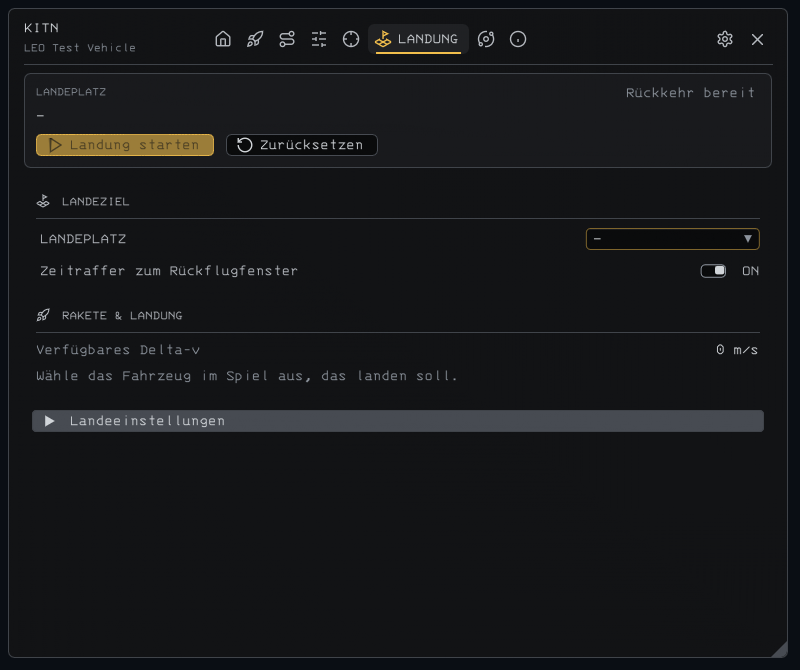 KITN
LEO Test Vehicle
LANDUNG
LANDEPLATZ
Rückkehr bereit
–
Landung starten
Zurücksetzen
LANDEZIEL
LANDEPLATZ
–
Zeitraffer zum Rückflugfenster
ON
RAKETE & LANDUNG
Verfügbares Delta-v
0 m/s
Wähle das Fahrzeug im Spiel aus, das landen soll.
Landeeinstellungen